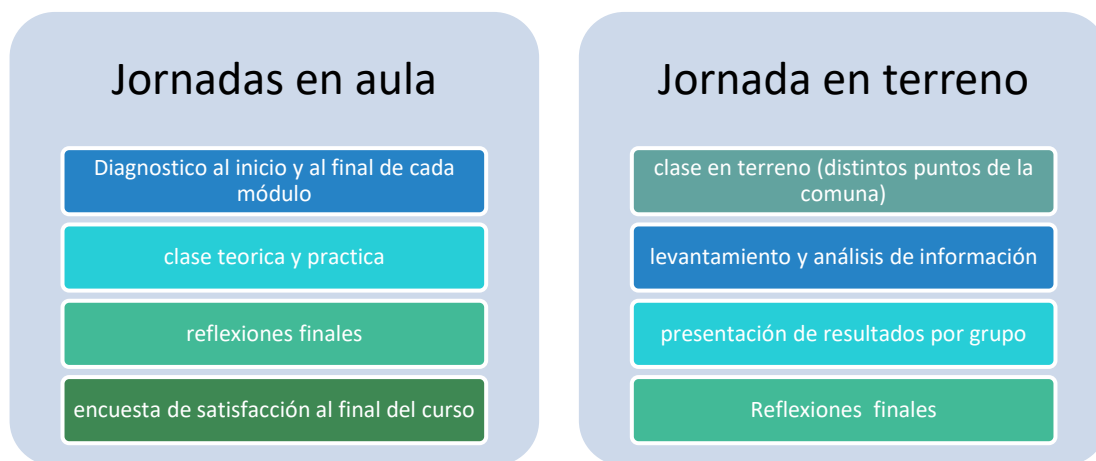 Jornadas en aula
Diagnostico al inicio y al final de cada
módulo
clase teorica y practica
reflexiones finales
encuesta de satisfacción al final del curso
Jornada en terreno
clase en terreno (distintos puntos de la
comuna)
levantamiento y análisis de información
presentación de resultados por grupo
Reflexiones  finales